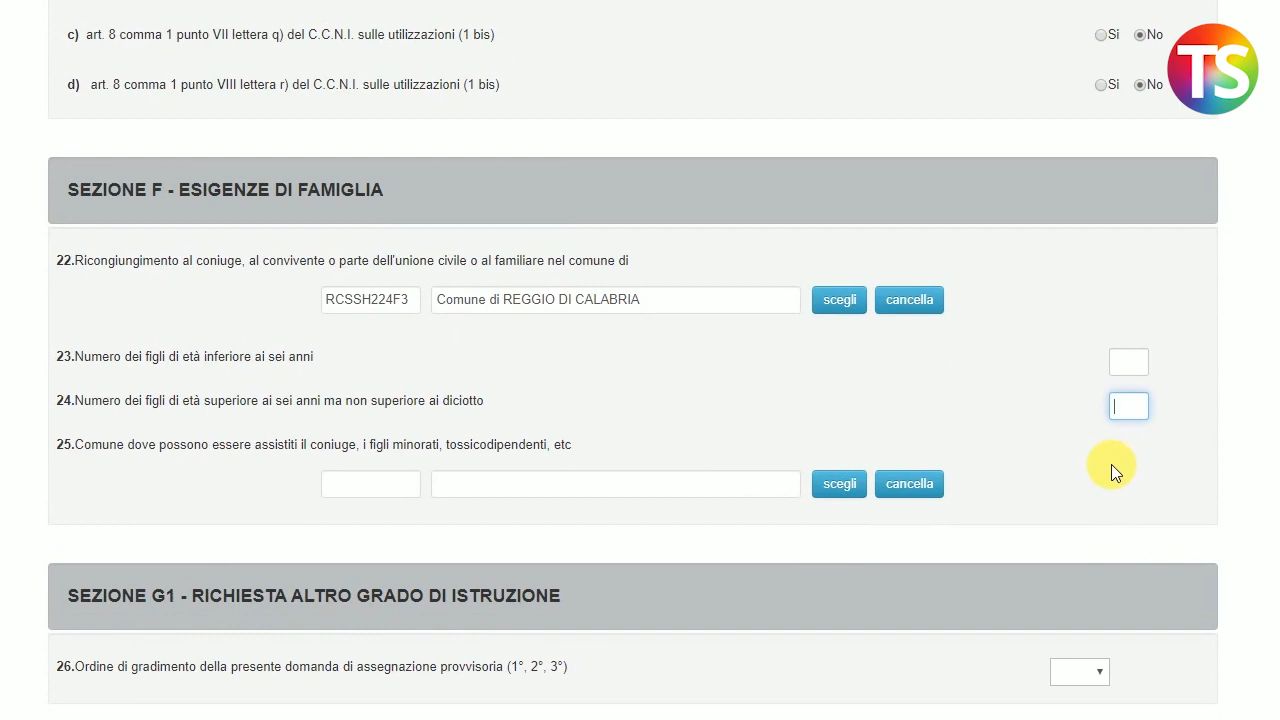 c) art. 8 comma 1 punto VII lettera q) del C.C.N.I. sulle utilizzazioni (1 bis) Si No
d) art. 8 comma 1 punto VIII lettera r) del C.C.N.I. sulle utilizzazioni (1 bis) Si No
TS
SEZIONE F - ESIGENZE DI FAMIGLIA
22.Ricongiungimento al coniuge, al convivente o parte dell'unione civile o al familiare nel comune di
RCSSH224F3 Comune di REGGIO DI CALABRIA scegli cancella
23.Numero dei figli di età inferiore ai sei anni
24.Numero dei figli di età superiore ai sei anni ma non superiore ai diciotto
25.Comune dove possono essere assistiti il coniuge, i figli minorati, tossicodipendenti, etc
scegli cancella
SEZIONE G1 - RICHIESTA ALTRO GRADO DI ISTRUZIONE
26.Ordine di gradimento della presente domanda di assegnazione provvisoria (1°, 2°, 3°)